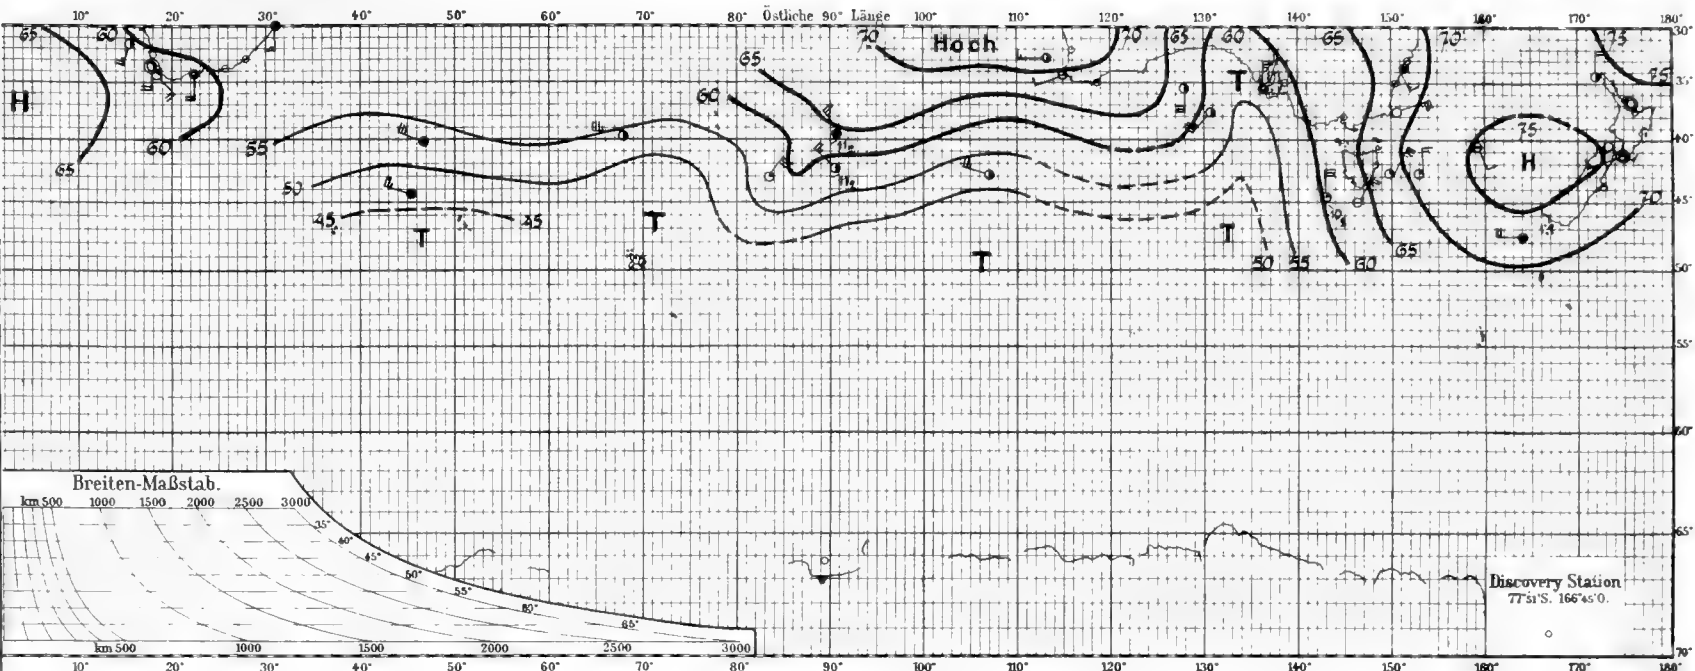 10° 20° 30° 40° 50° 60° 70° 80° Östliche 90° Länge 100° 110° 120° 130° 140° 150° 160° 170° 180°
30°
65 60 65 70 Hoch 70 65 60 65 70 75
35°
75
H 60 T
75
55 60 40°
65 H
50
45 45 T T T 70 45°
T 50 55 60 65
50°
55°
60°
Breiten-Maßstab.
km 500 1000 1500 2000 2500 3000
35°
40°
45°
50°
55°
60°
65°
65°
Discovery Station
77°51'S. 166°45'O.
km 500 1000 1500 2000 2500 3000
70°
10° 20° 30° 40° 50° 60° 70° 80° 90° 100° 110° 120° 130° 140° 150° 160° 170° 180°